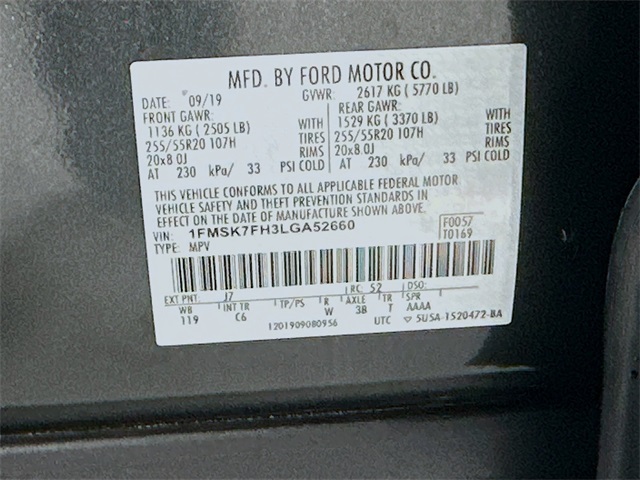 MFD. BY FORD MOTOR CO.
DATE: 09/19 GVWR: 2617 KG (5770 LB)
FRONT GAWR: REAR GAWR:
1136 KG (2505 LB) WITH 1529 KG (3370 LB) WITH
255/55R20 107H TIRES 255/55R20 107H TIRES
20x8.0J RIMS 20x8.0J RIMS
AT 230 kPa/ 33 PSI COLD AT 230 kPa/ 33 PSI COLD
THIS VEHICLE CONFORMS TO ALL APPLICABLE FEDERAL MOTOR
VEHICLE SAFETY AND THEFT PREVENTION STANDARDS IN
EFFECT ON THE DATE OF MANUFACTURE SHOWN ABOVE.
VIN: 1FMSK7FH3LGA52660 F0057
TYPE: MPV T0169
EXT PNT: J7 RC: 52 DSO:
WB INT TR TP/PS R AXLE TR SPR
119 C6 W 3B T AAAA
1201909080956 UTC ▽ 5USA-1520472-BA